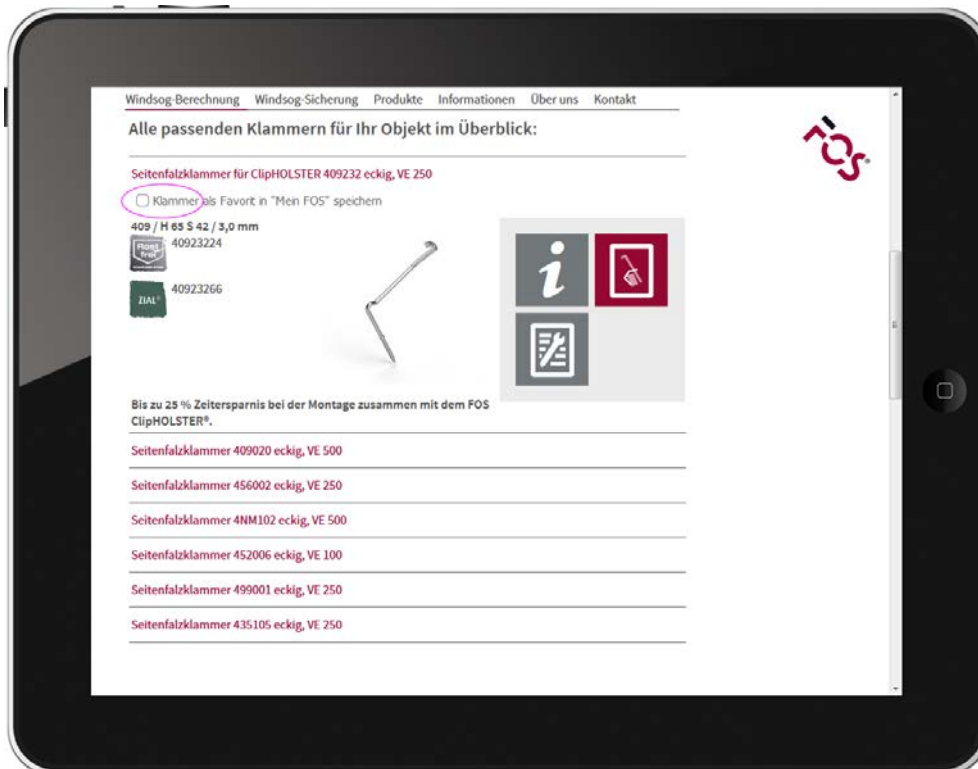 Windsog-Berechnung Windsog-Sicherung Produkte Informationen Über uns Kontakt
Alle passenden Klammern für Ihr Objekt im Überblick:
FOS®
Seitenfalzklammer für ClipHOLSTER 409232 eckig, VE 250
Klammer als Favorit in "Mein FOS" speichern
409 / H 65 S 42 / 3,0 mm
Rost frei
40923224
ZIAL®
40923266
Bis zu 25 % Zeitersparnis bei der Montage zusammen mit dem FOS
ClipHOLSTER®.
Seitenfalzklammer 409020 eckig, VE 500
Seitenfalzklammer 456002 eckig, VE 250
Seitenfalzklammer 4NM102 eckig, VE 500
Seitenfalzklammer 452006 eckig, VE 100
Seitenfalzklammer 499001 eckig, VE 250
Seitenfalzklammer 435105 eckig, VE 250